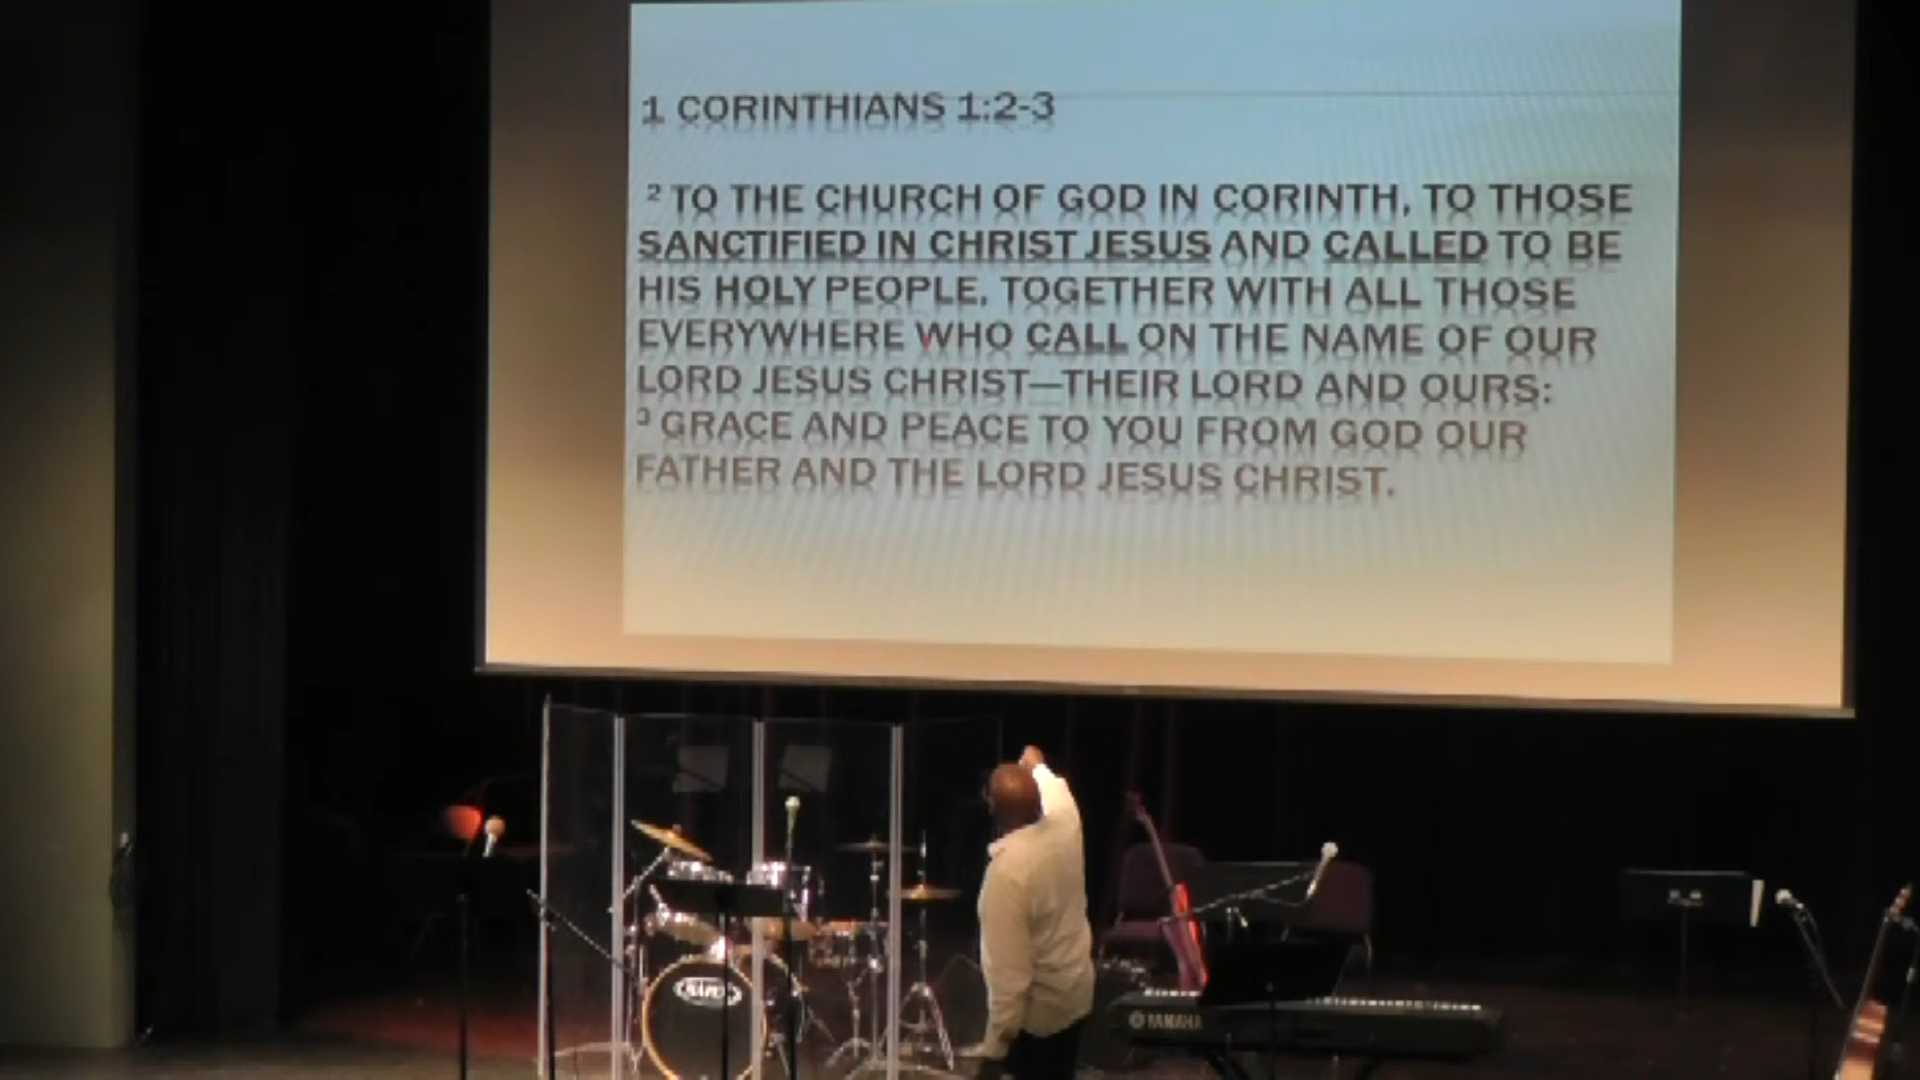 1 CORINTHIANS 1:2-3
2 TO THE CHURCH OF GOD IN CORINTH, TO THOSE
SANCTIFIED IN CHRIST JESUS AND CALLED TO BE
HIS HOLY PEOPLE, TOGETHER WITH ALL THOSE
EVERYWHERE WHO CALL ON THE NAME OF OUR
LORD JESUS CHRIST—THEIR LORD AND OURS:
3 GRACE AND PEACE TO YOU FROM GOD OUR
FATHER AND THE LORD JESUS CHRIST.
YAMAHA